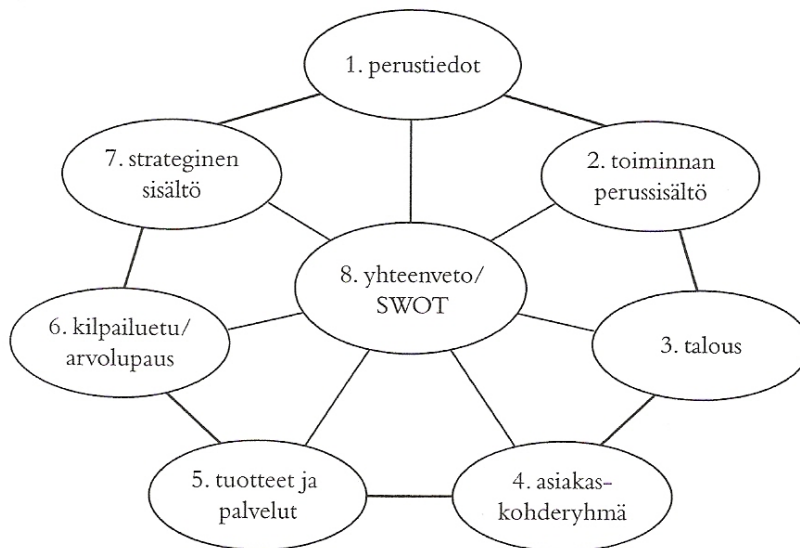 1. perustiedot
2. toiminnan
perussisältö
3. talous
4. asiakas-
kohderyhmä
5. tuotteet ja
palvelut
6. kilpailuetu/
arvolupaus
7. strateginen
sisältö
8. yhteenveto/
SWOT